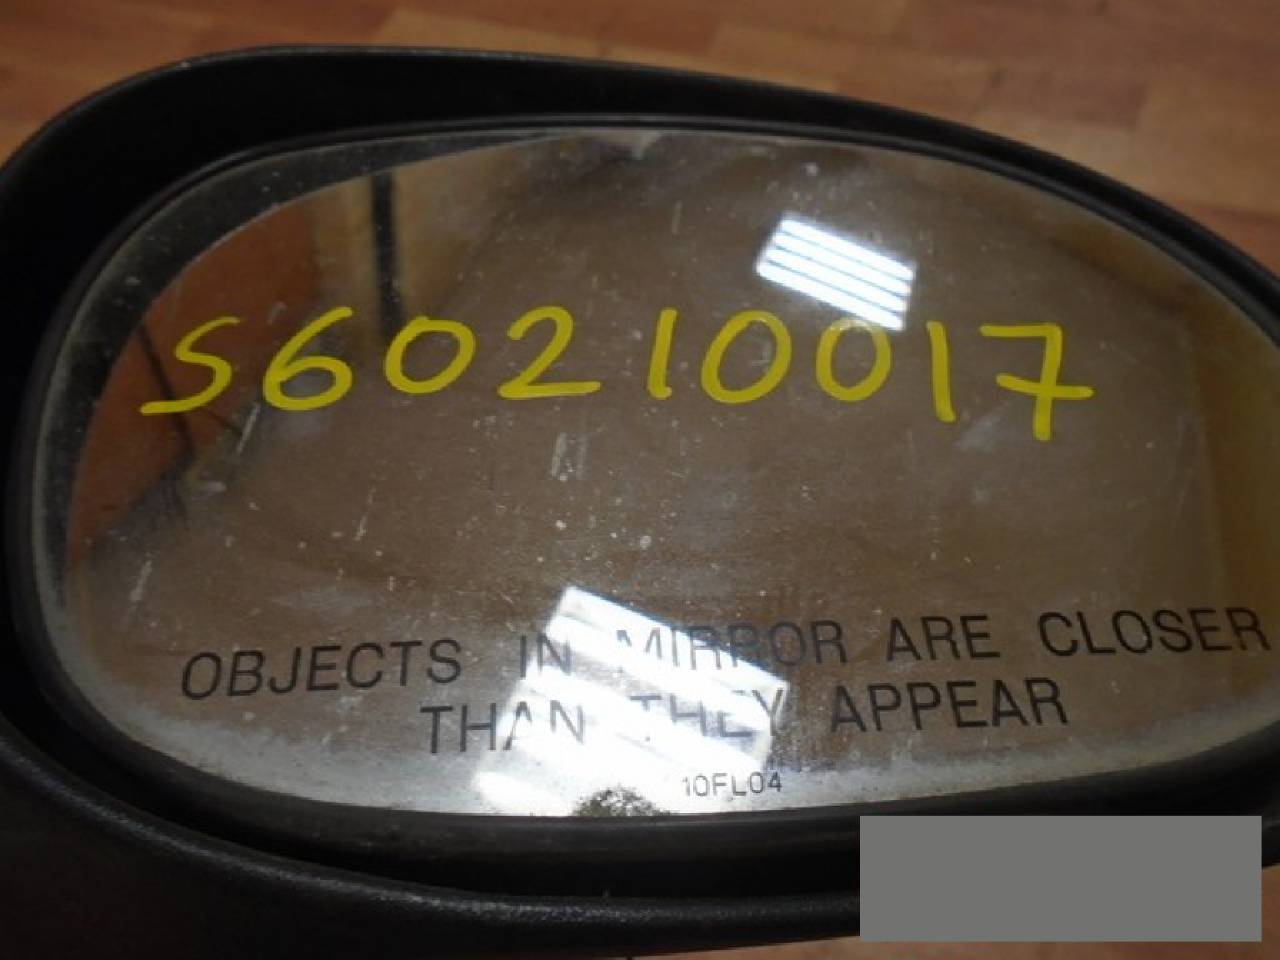 S60210017
OBJECTS IN MIRROR ARE CLOSER
THAN THEY APPEAR
10FL04